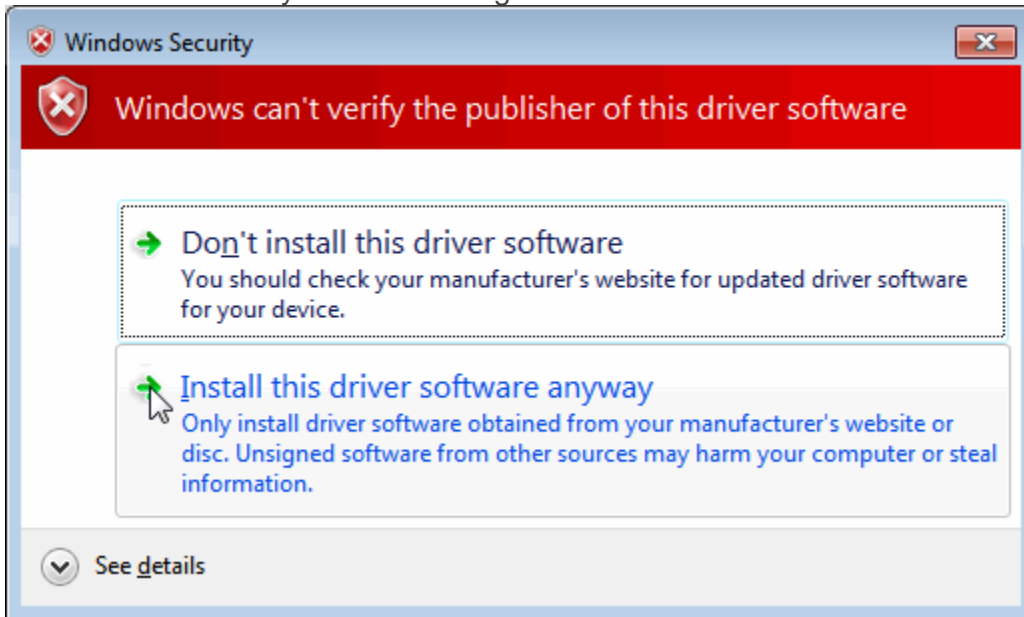 Windows Security
Windows can't verify the publisher of this driver software
Don't install this driver software
You should check your manufacturer's website for updated driver software
for your device.
Install this driver software anyway
Only install driver software obtained from your manufacturer's website or
disc. Unsigned software from other sources may harm your computer or steal
information.
See details